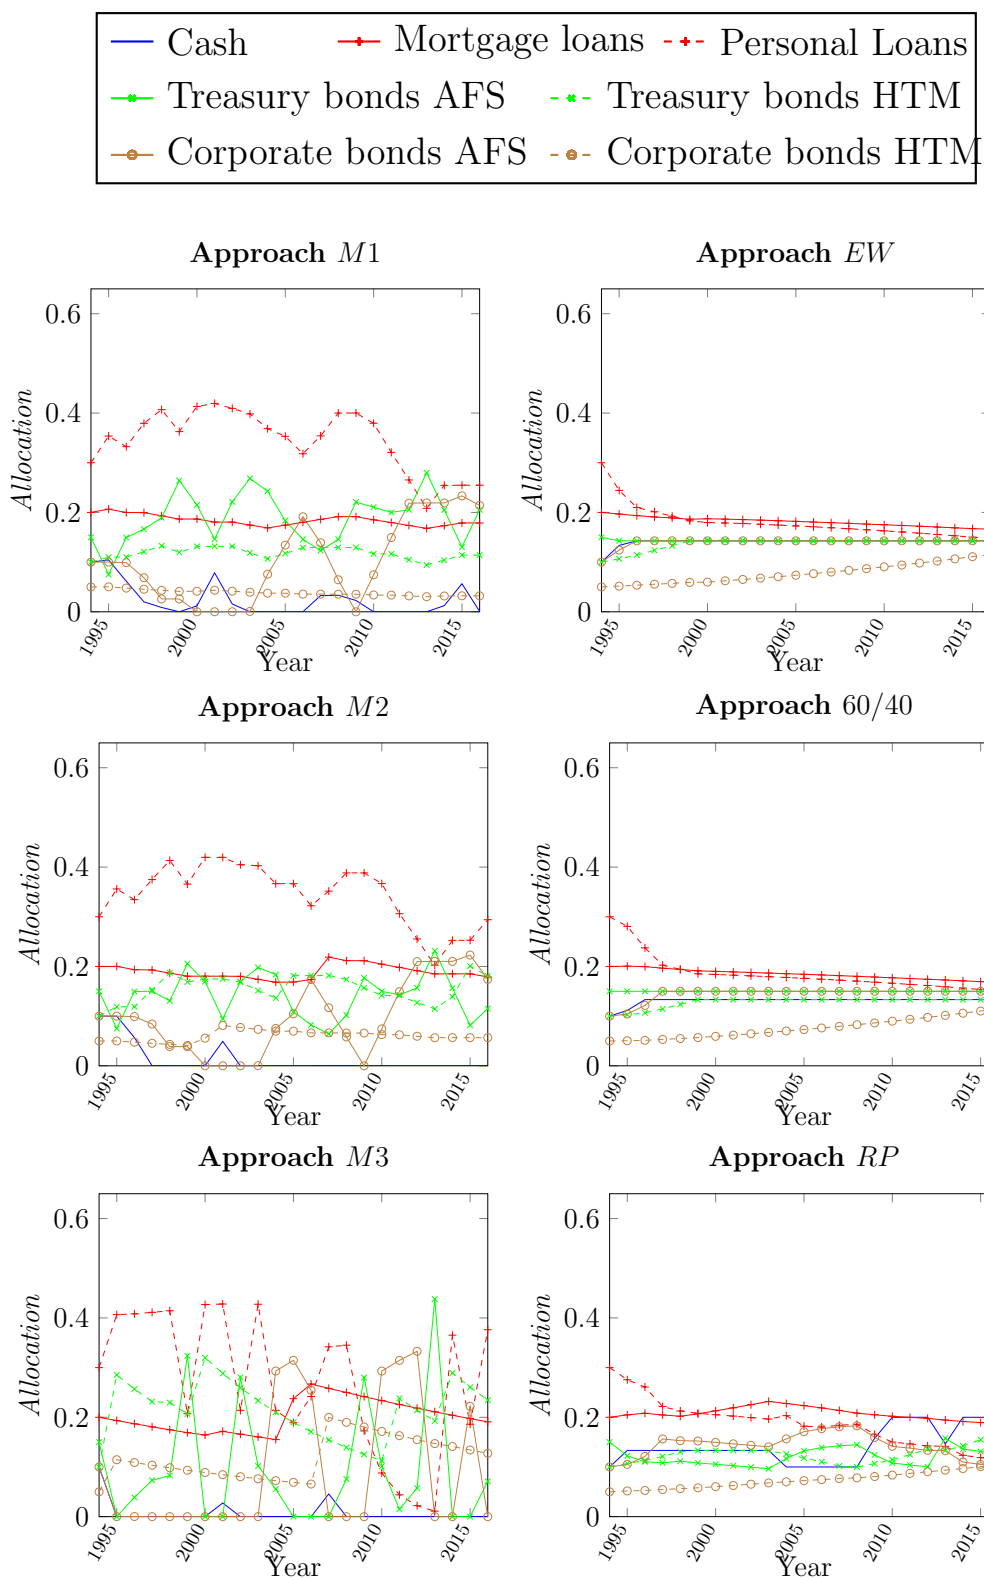 Cash Mortgage loans Personal Loans
Treasury bonds AFS Treasury bonds HTM
Corporate bonds AFS Corporate bonds HTM
Approach M1
0.6
0.4
0.2
0
Allocation
1995 2000 2005 2010 2015
Year
Approach EW
0.6
0.4
0.2
0
Allocation
1995 2000 2005 2010 2015
Year
Approach M2
0.6
0.4
0.2
0
Allocation
1995 2000 2005 2010 2015
Year
Approach 60/40
0.6
0.4
0.2
0
Allocation
1995 2000 2005 2010 2015
Year
Approach M3
0.6
0.4
0.2
0
Allocation
1995 2000 2005 2010 2015
Year
Approach RP
0.6
0.4
0.2
0
Allocation
1995 2000 2005 2010 2015
Year